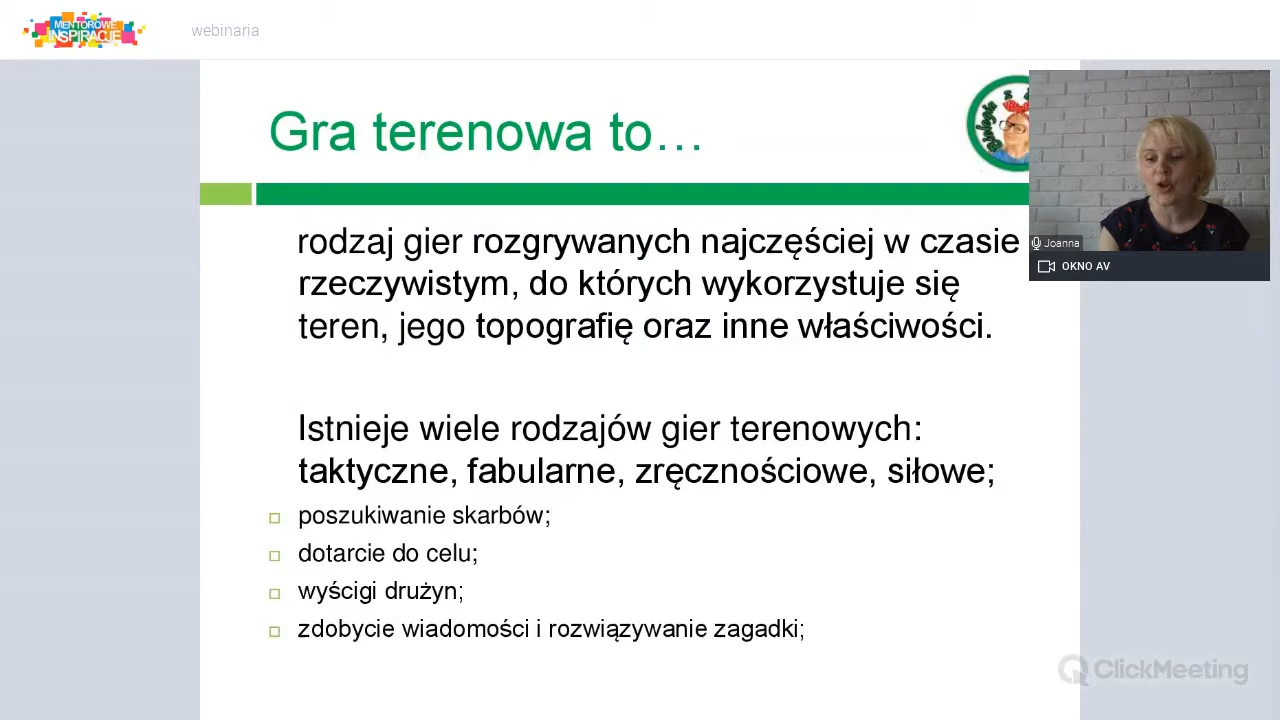 MENTOROWE
INSPIRACJE
webinaria
Gra terenowa to…
Biologia z
rodzaj gier rozgrywanych najczęściej w czasie
rzeczywistym, do których wykorzystuje się
teren, jego topografię oraz inne właściwości.
Joanna
OKNO AV
Istnieje wiele rodzajów gier terenowych:
taktyczne, fabularne, zręcznościowe, siłowe;
poszukiwanie skarbów;
dotarcie do celu;
wyścigi drużyn;
zdobycie wiadomości i rozwiązywanie zagadki;
ClickMeeting